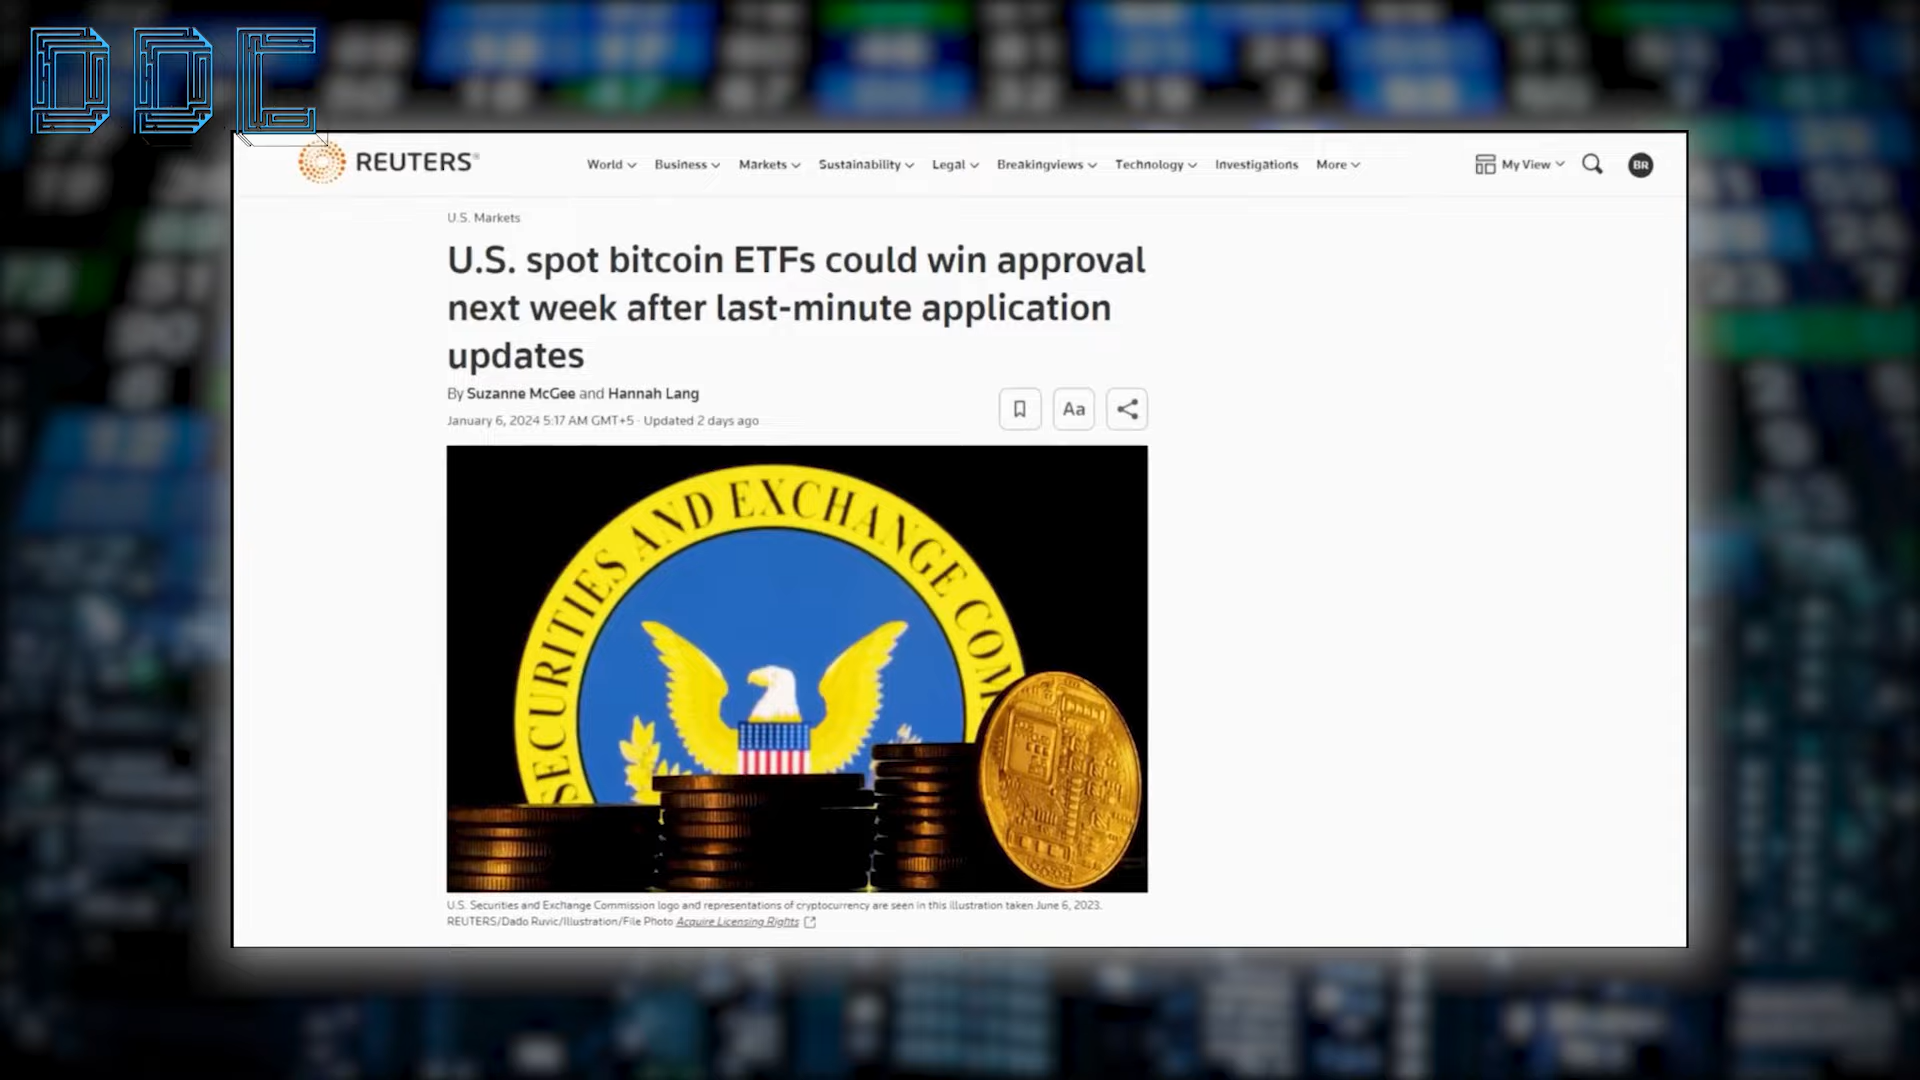 DDC
REUTERS®
World
Business
Markets
Sustainability
Legal
Breakingviews
Technology
Investigations
More
My View
BR
U.S. Markets
U.S. spot bitcoin ETFs could win approval
next week after last-minute application
updates
By Suzanne McGee and Hannah Lang
January 6, 2024 5:17 AM GMT+5 · Updated 2 days ago
Aa
SECURITIES AND EXCHANGE COM
U.S. Securities and Exchange Commission logo and representations of cryptocurrency are seen in this illustration taken June 6, 2023.
REUTERS/Dado Ruvic/Illustration/File Photo Acquire Licensing Rights